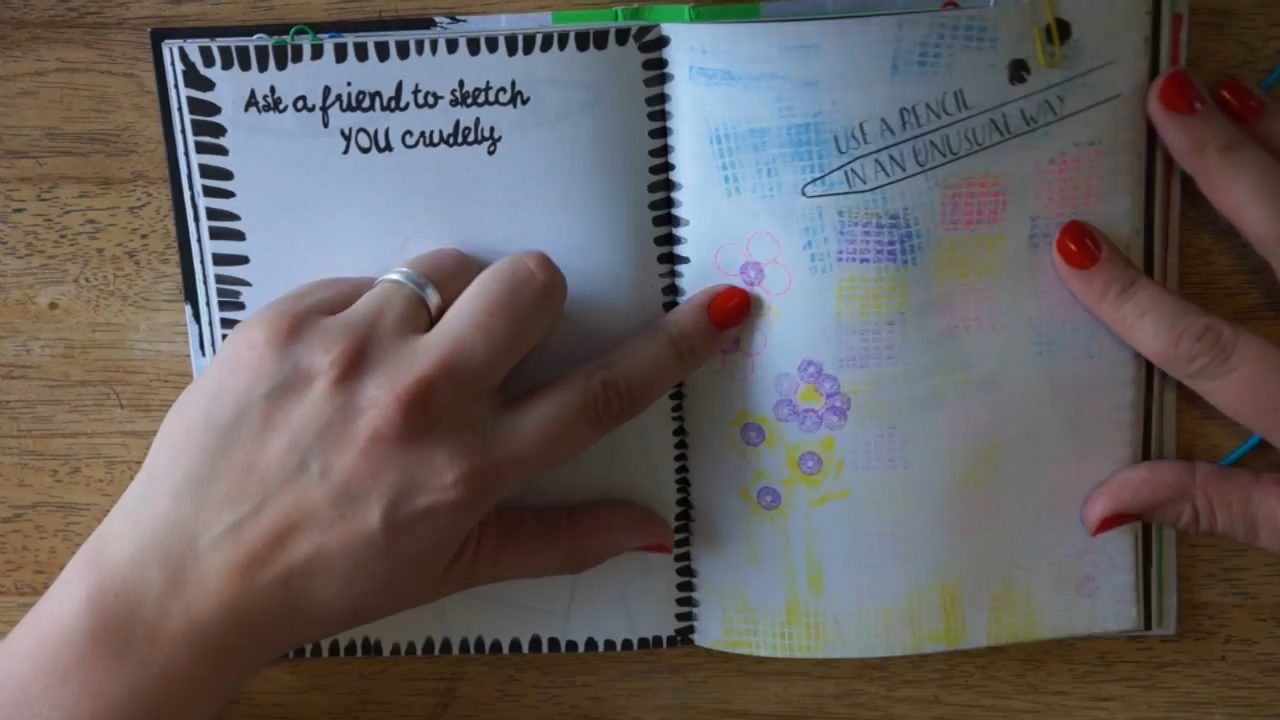 Ask a friend to sketch
YOU crudely
USE A PENCIL
IN AN UNUSUAL WAY